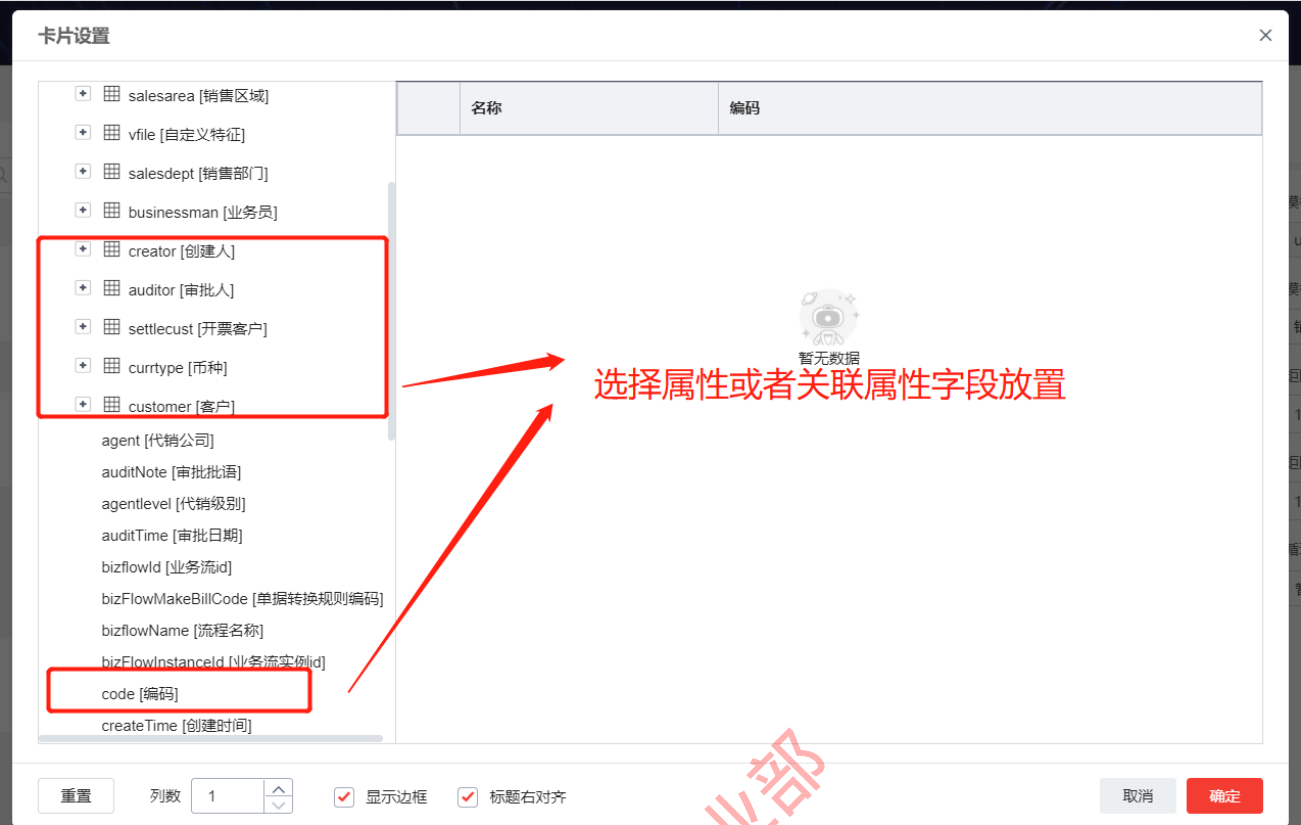 卡片设置
salesarea [销售区域]
vfile [自定义特征]
salesdept [销售部门]
businessman [业务员]
creator [创建人]
auditor [审批人]
settlecust [开票客户]
currtype [币种]
customer [客户]
agent [代销公司]
auditNote [审批批语]
agentlevel [代销级别]
auditTime [审批日期]
bizflowId [业务流id]
bizFlowMakeBillCode [单据转换规则编码]
bizflowName [流程名称]
bizFlowInstanceId [业务流实例id]
code [编码]
createTime [创建时间]
名称 编码
暂无数据
选择属性或者关联属性字段放置
重置 列数 1 显示边框 标题右对齐 取消 确定
业部